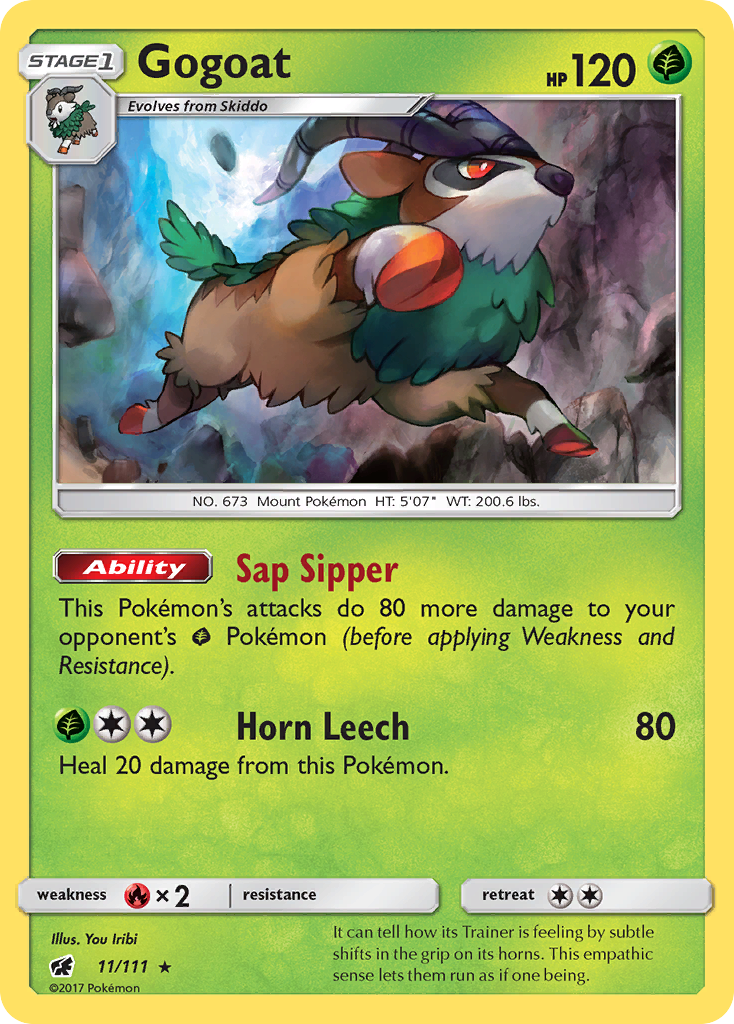 STAGE1
Gogoat
HP 120
Evolves from Skiddo
NO. 673 Mount Pokémon HT: 5'07" WT: 200.6 lbs.
Ability Sap Sipper
This Pokémon's attacks do 80 more damage to your
opponent's Pokémon (before applying Weakness and
Resistance).
Horn Leech 80
Heal 20 damage from this Pokémon.
weakness × 2 resistance retreat
Illus. You Iribi
11/111 ★
©2017 Pokémon
It can tell how its Trainer is feeling by subtle
shifts in the grip on its horns. This empathic
sense lets them run as if one being.